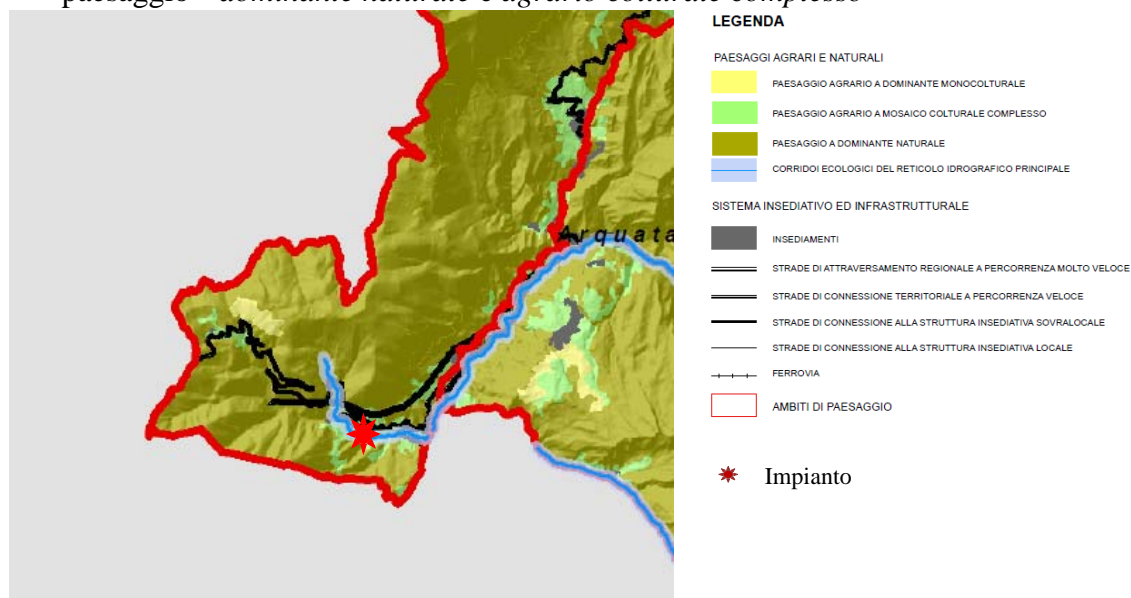 paesaggio "dominante naturale e agrario colturale complesso"
Arquata
LEGENDA
PAESAGGI AGRARI E NATURALI
PAESAGGIO AGRARIO A DOMINANTE MONOCOLTURALE
PAESAGGIO AGRARIO A MOSAICO COLTURALE COMPLESSO
PAESAGGIO A DOMINANTE NATURALE
CORRIDOI ECOLOGICI DEL RETICOLO IDROGRAFICO PRINCIPALE
SISTEMA INSEDIATIVO ED INFRASTRUTTURALE
INSEDIAMENTI
STRADE DI ATTRAVERSAMENTO REGIONALE A PERCORRENZA MOLTO VELOCE
STRADE DI CONNESSIONE TERRITORIALE A PERCORRENZA VELOCE
STRADE DI CONNESSIONE ALLA STRUTTURA INSEDIATIVA SOVRALOCALE
STRADE DI CONNESSIONE ALLA STRUTTURA INSEDIATIVA LOCALE
FERROVIA
AMBITI DI PAESAGGIO
Impianto